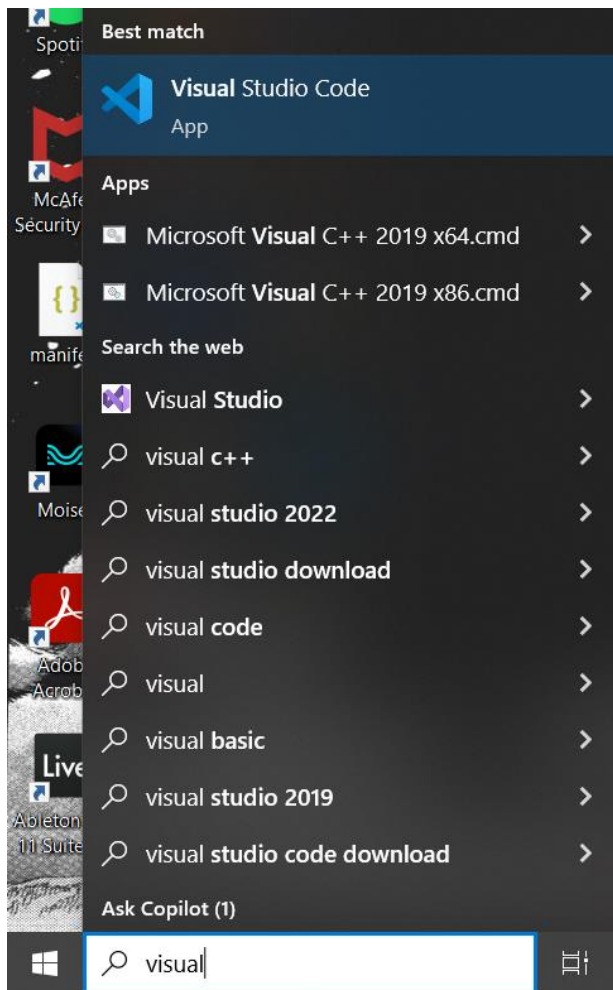 Spoti
McAfe
Security
manife
Moise
Adob
Acrob
Live
Ableton
11 Suite
Best match
Visual Studio Code
App
Apps
Microsoft Visual C++ 2019 x64.cmd
Microsoft Visual C++ 2019 x86.cmd
Search the web
Visual Studio
visual c++
visual studio 2022
visual studio download
visual code
visual
visual basic
visual studio 2019
visual studio code download
Ask Copilot (1)
visual